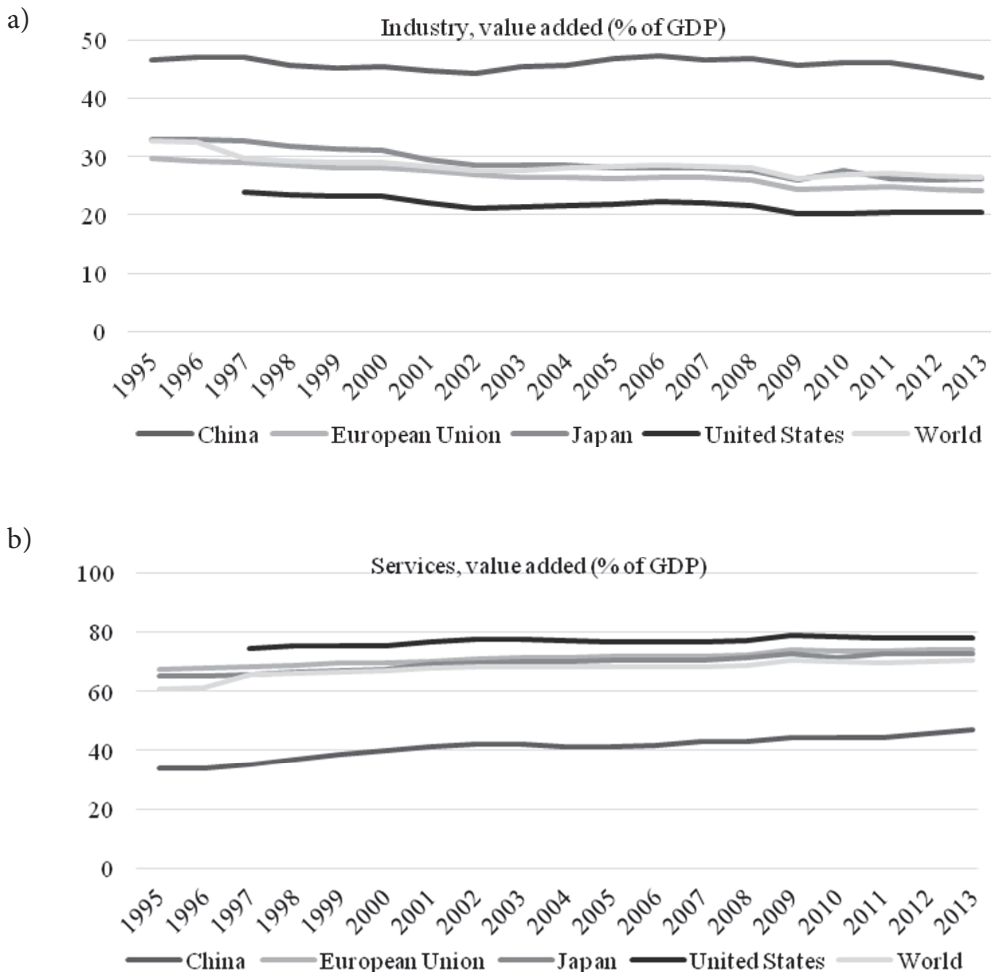 a)
Industry, value added (% of GDP)
50
40
30
20
10
0
1995 1996 1997 1998 1999 2000 2001 2002 2003 2004 2005 2006 2007 2008 2009 2010 2011 2012 2013
China European Union Japan United States World
b)
Services, value added (% of GDP)
100
80
60
40
20
0
1995 1996 1997 1998 1999 2000 2001 2002 2003 2004 2005 2006 2007 2008 2009 2010 2011 2012 2013
China European Union Japan United States World